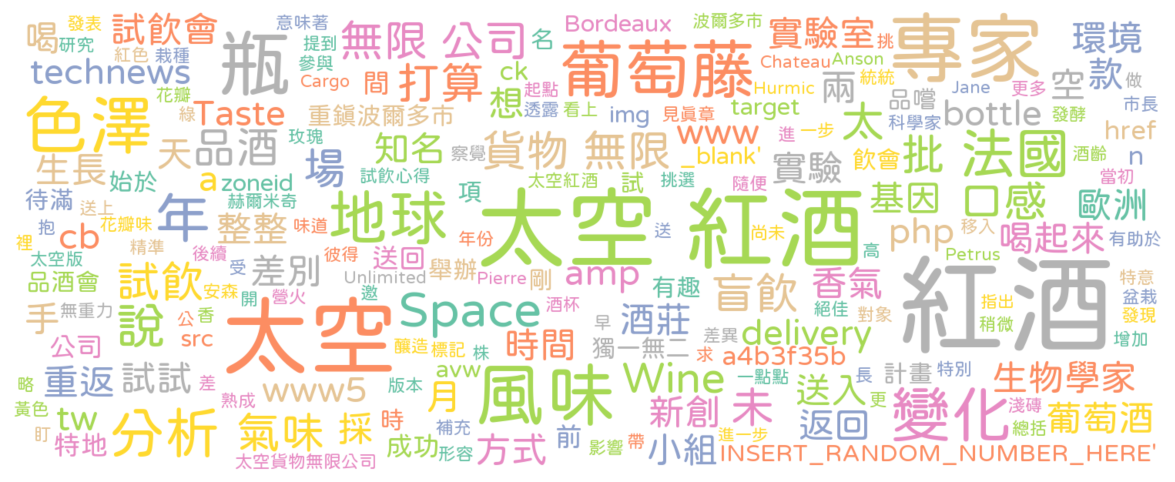 發表
意味著
喝
研究
試飲會
紅色
栽種
提到
參與
瓶
無限 公司
名
Bordeaux
波爾多市
實驗室
挑
專家
環境
technews
花瓣
Cargo
間
打算
ck
起點
想
葡萄藤
Chateau
Anson
Hurmic
統統
Jane
更多
空
款
做
市長
色澤
綠
Taste
重鎮波爾多市
透露
看上
img
target
見真章
兩
品嚐
科學家
bottle
發酵
href
玫瑰
天
品酒
場
知名
察覺
貨物 無限
www
_blank'
進
一步
太
飲會
批
法國
酒齡
n
生長
始於
a
zoneid
試飲心得
項
太空紅酒
試
挑選
隨便
實驗
基因
口感
當初
歐洲
待滿
抱
送上
花瓣味
赫爾米奇
年
地球
太空 紅酒
尚未
php
移入
喝起來
有助於
裡
cb
精準
整整
味道
年份
送
高
Petrus
太空版
後續
受
差別
彼得
送回
舉辦
剛
amp
有趣
盲飲
香氣
紅酒
特意
盆栽
品酒會
試飲
安森
開
螢火
Unlimited
Pierre
酒杯
絕佳
指出
發現
手
無重力
說
公
香
太空
邀
Space
早
酒莊
差異
delivery
對象
稍微
增加
公司
src
釀造
標記
株
時間
獨一無二
求
a4b3f35b
略
重返
試試
差
www5
版本
avw
風味
Wine
一點點
送入
長
計畫
特別
生物學家
黃色
tw
熟成
月
更
變化
淺磚
葡萄酒
盯
特地
分析
氣味
採
時
補充
成功
形容
方式
前
影響
新創
帶
未
進一步
返回
總括
太空貨物無限公司
小組
INSERT_RANDOM_NUMBER_HERE'